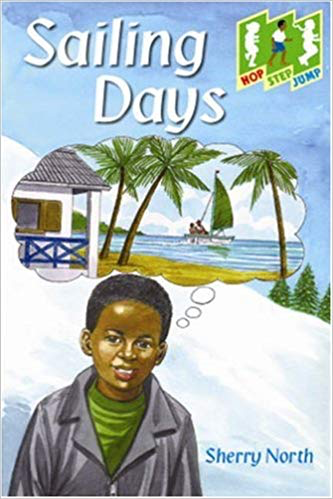 Sailing
Days
HOP
STEP
JUMP
Sherry North